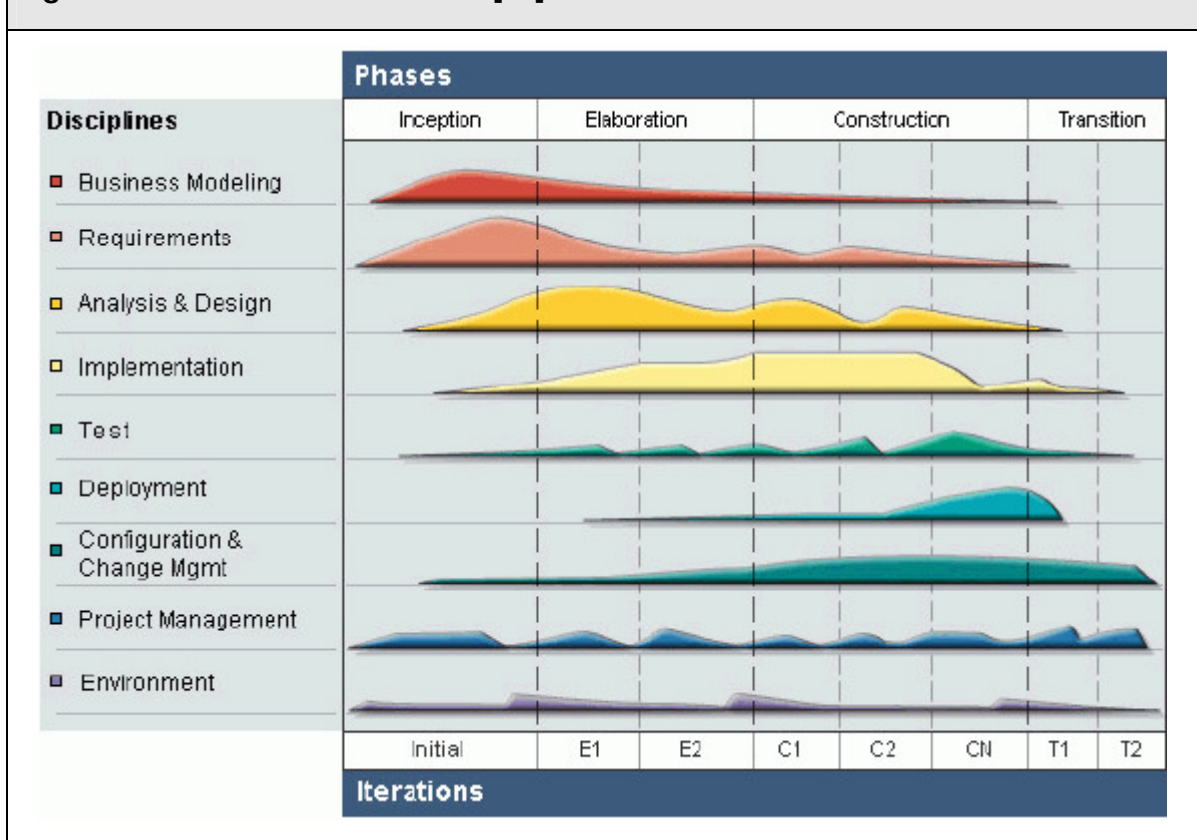 Phases
Disciplines
Inception Elaboration Construction Transition
Business Modeling
Requirements
Analysis & Design
Implementation
Test
Deployment
Configuration &
Change Mgmt
Project Management
Environment
Initial E1 E2 C1 C2 CN T1 T2
Iterations